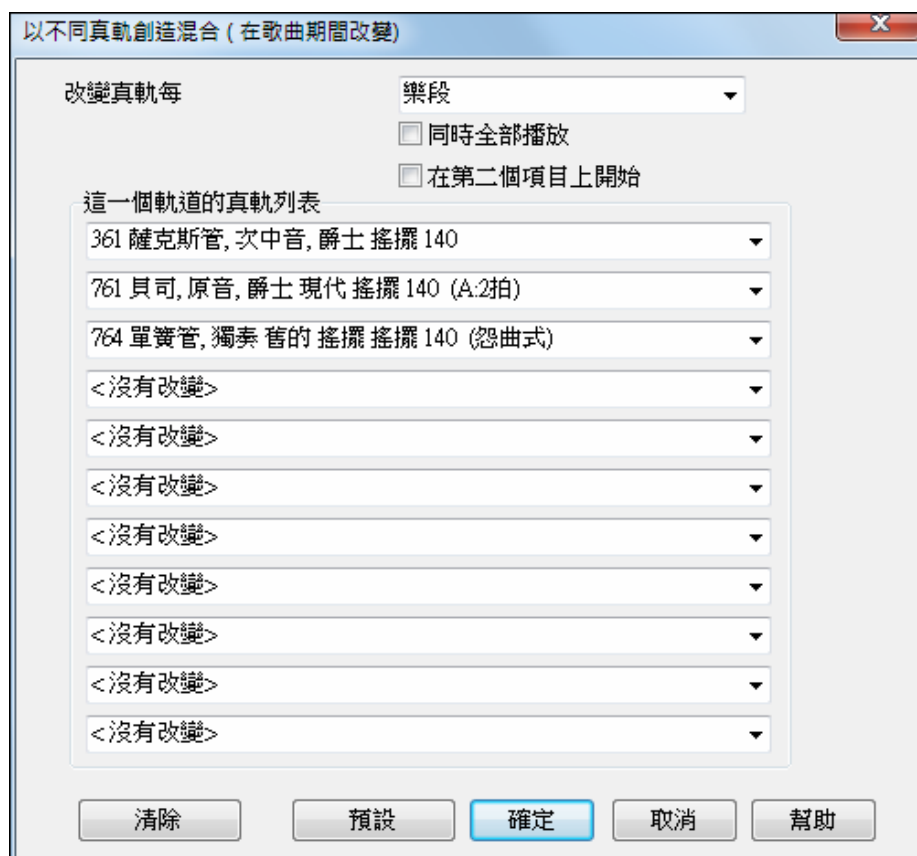 以不同真軌創造混合 ( 在歌曲期間改變)
改變真軌每 樂段
同時全部播放
在第二個項目上開始
這一個軌道的真軌列表
361 薩克斯管, 次中音, 爵士 搖擺 140
761 貝司, 原音, 爵士 現代 搖擺 140 (A:2拍)
764 單簧管, 獨奏 舊的 搖擺 搖擺 140 (怨曲式)
<沒有改變>
<沒有改變>
<沒有改變>
<沒有改變>
<沒有改變>
<沒有改變>
<沒有改變>
<沒有改變>
清除 預設 確定 取消 幫助